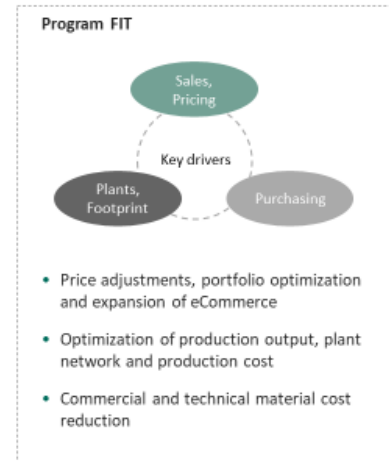 Program FIT
Sales,
Pricing
Key drivers
Plants,
Footprint
Purchasing
• Price adjustments, portfolio optimization
and expansion of eCommerce
• Optimization of production output, plant
network and production cost
• Commercial and technical material cost
reduction